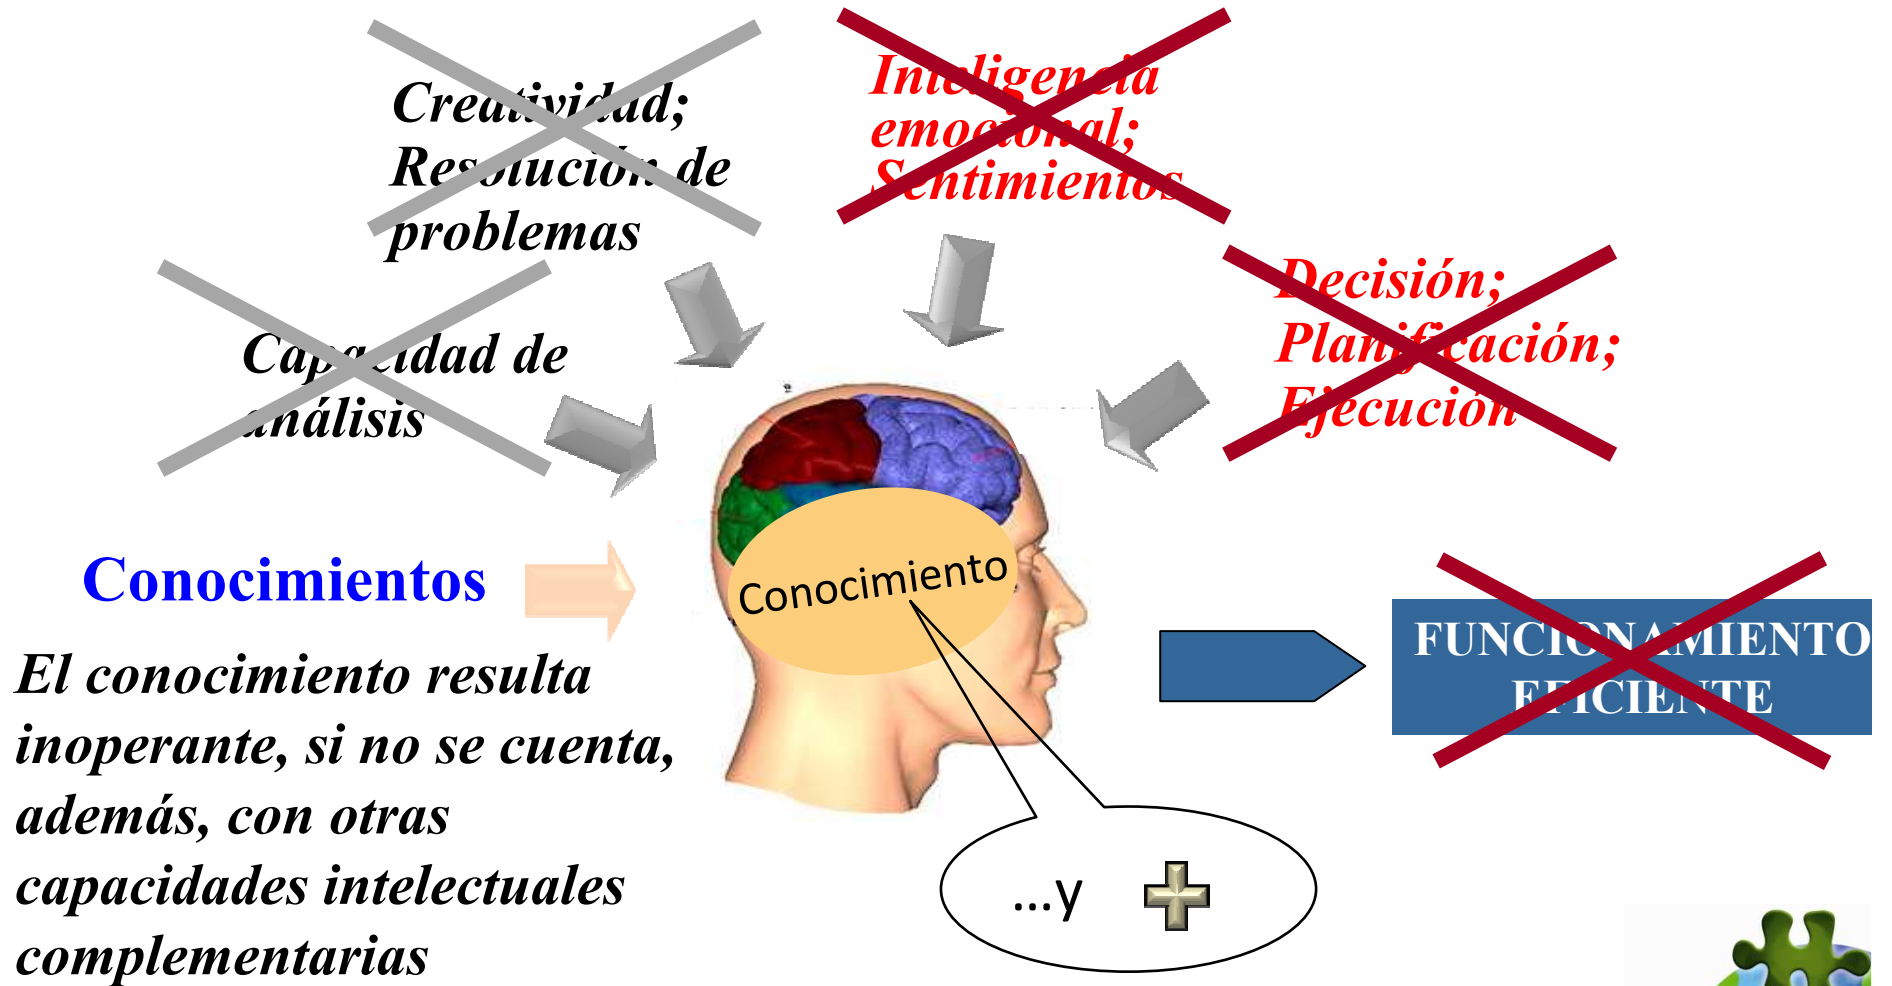 Creatividad;
Resolución de
problemas
Inteligencia
emocional;
Sentimientos
Decisión;
Planificación;
Ejecución
Capacidad de
análisis
Conocimientos
Conocimiento
FUNCIONAMIENTO
EFICIENTE
El conocimiento resulta
inoperante, si no se cuenta,
además, con otras
capacidades intelectuales
complementarias
...y